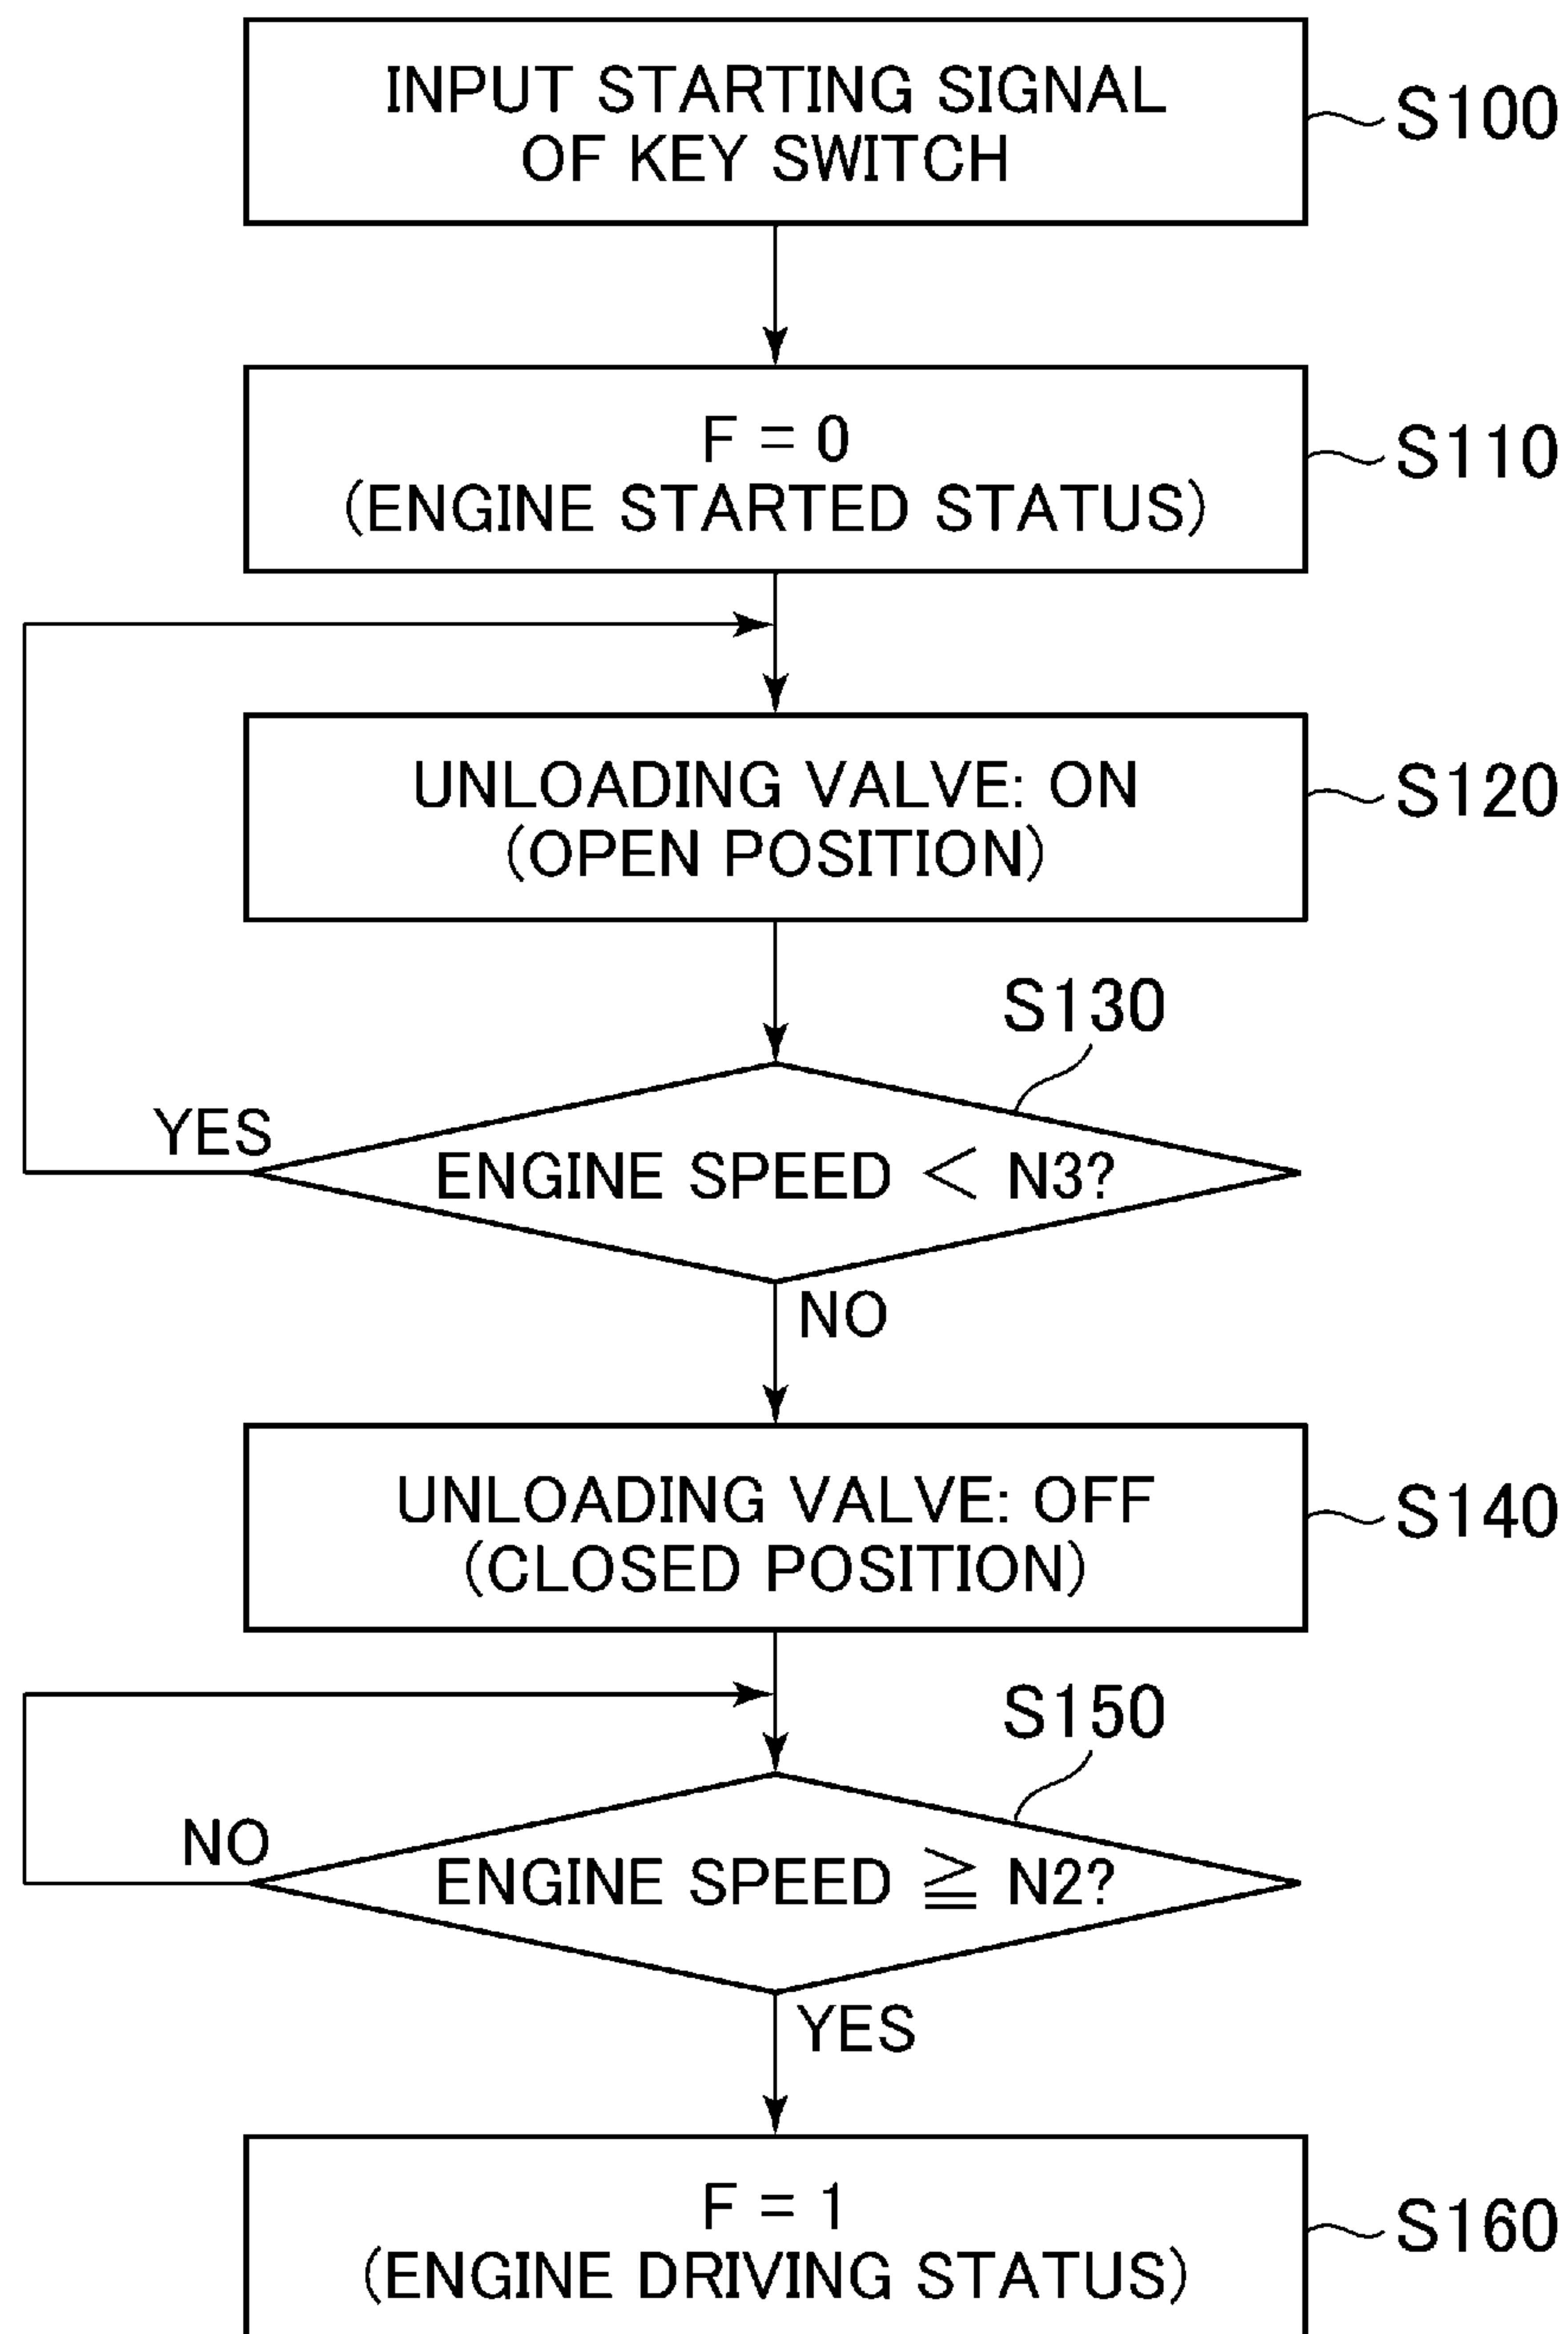 INPUT STARTING SIGNAL
OF KEY SWITCH
S100
F = 0
(ENGINE STARTED STATUS)
S110
UNLOADING VALVE: ON
(OPEN POSITION)
S120
S130
YES
ENGINE SPEED < N3?
NO
UNLOADING VALVE: OFF
(CLOSED POSITION)
S140
S150
NO
ENGINE SPEED ≧ N2?
YES
F = 1
(ENGINE DRIVING STATUS)
S160